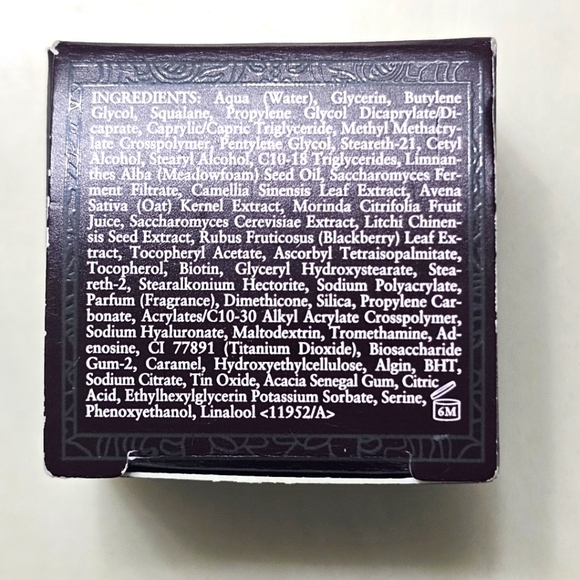 INGREDIENTS: Aqua (Water), Glycerin, Butylene
Glycol, Squalane, Propylene Glycol Dicaprylate/Di-
caprate, Caprylic/Capric Triglyceride, Methyl Methacry-
late Crosspolymer, Pentylene Glycol, Steareth-21, Cetyl
Alcohol, Stearyl Alcohol, C10-18 Triglycerides, Limnan-
thes Alba (Meadowfoam) Seed Oil, Saccharomyces Fer-
ment Filtrate, Camellia Sinensis Leaf Extract, Avena
Sativa (Oat) Kernel Extract, Morinda Citrifolia Fruit
Juice, Saccharomyces Cerevisiae Extract, Litchi Chinen-
sis Seed Extract, Rubus Fruticosus (Blackberry) Leaf Ex-
tract, Tocopheryl Acetate, Ascorbyl Tetraisopalmitate,
Tocopherol, Biotin, Glyceryl Hydroxystearate, Stea-
reth-2, Stearalkonium Hectorite, Sodium Polyacrylate,
Parfum (Fragrance), Dimethicone, Silica, Propylene Car-
bonate, Acrylates/C10-30 Alkyl Acrylate Crosspolymer,
Sodium Hyaluronate, Maltodextrin, Tromethamine, Ad-
enosine, CI 77891 (Titanium Dioxide), Biosaccharide
Gum-2, Caramel, Hydroxyethylcellulose, Algin, BHT,
Sodium Citrate, Tin Oxide, Acacia Senegal Gum, Citric
Acid, Ethylhexylglycerin Potassium Sorbate, Serine,
Phenoxyethanol, Linalool <11952/A>
6M